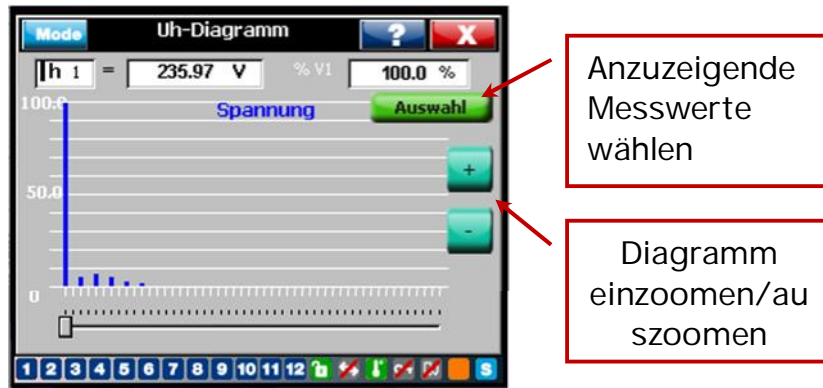 Mode Uh-Diagramm ? X
h 1 = 235.97 V % V1 100.0 %
100.0 Spannung Auswahl
+
50.0
-
0
1 2 3 4 5 6 7 8 9 10 11 12 S
Anzuzeigende
Messwerte
wählen
Diagramm
einzoomen/au
szoomen